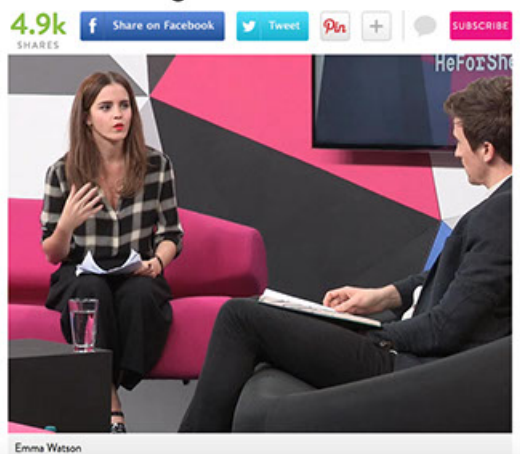 4.9k
SHARES
Share on Facebook
Tweet
Pin
+
SUBSCRIBE
HeForShe
Emma Watson